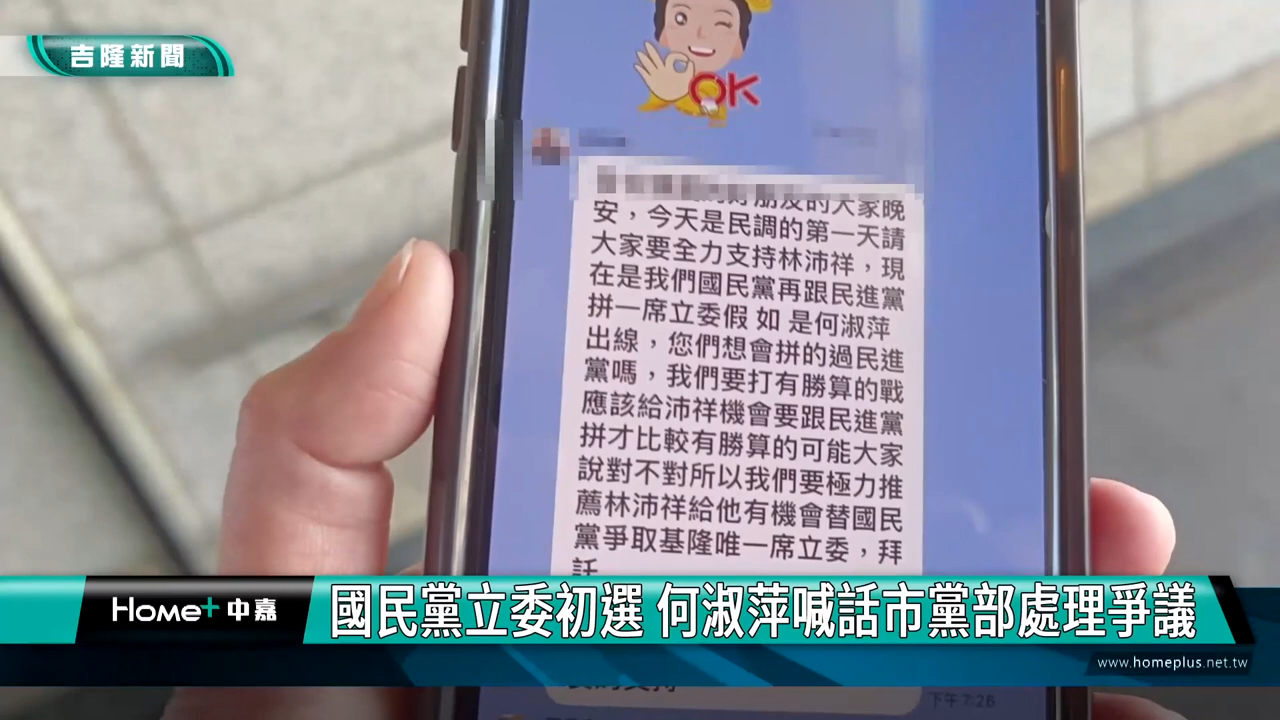 吉隆新聞
OK
好朋友的大家晚
安，今天是民調的第一天請
大家要全力支持林沛祥，現
在是我們國民黨再跟民進黨
拼一席立委假 如 是何淑萍
出線，您們想會拼的過民進
黨嗎，我們要打有勝算的戰
應該給沛祥機會要跟民進黨
拼才比較有勝算的可能大家
說對不對所以我們要極力推
薦林沛祥給他有機會替國民
黨爭取基隆唯一席立委，拜
託
Home+ 中嘉
國民黨立委初選 何淑萍喊話市黨部處理爭議
www.homeplus.net.tw
下午 7:26